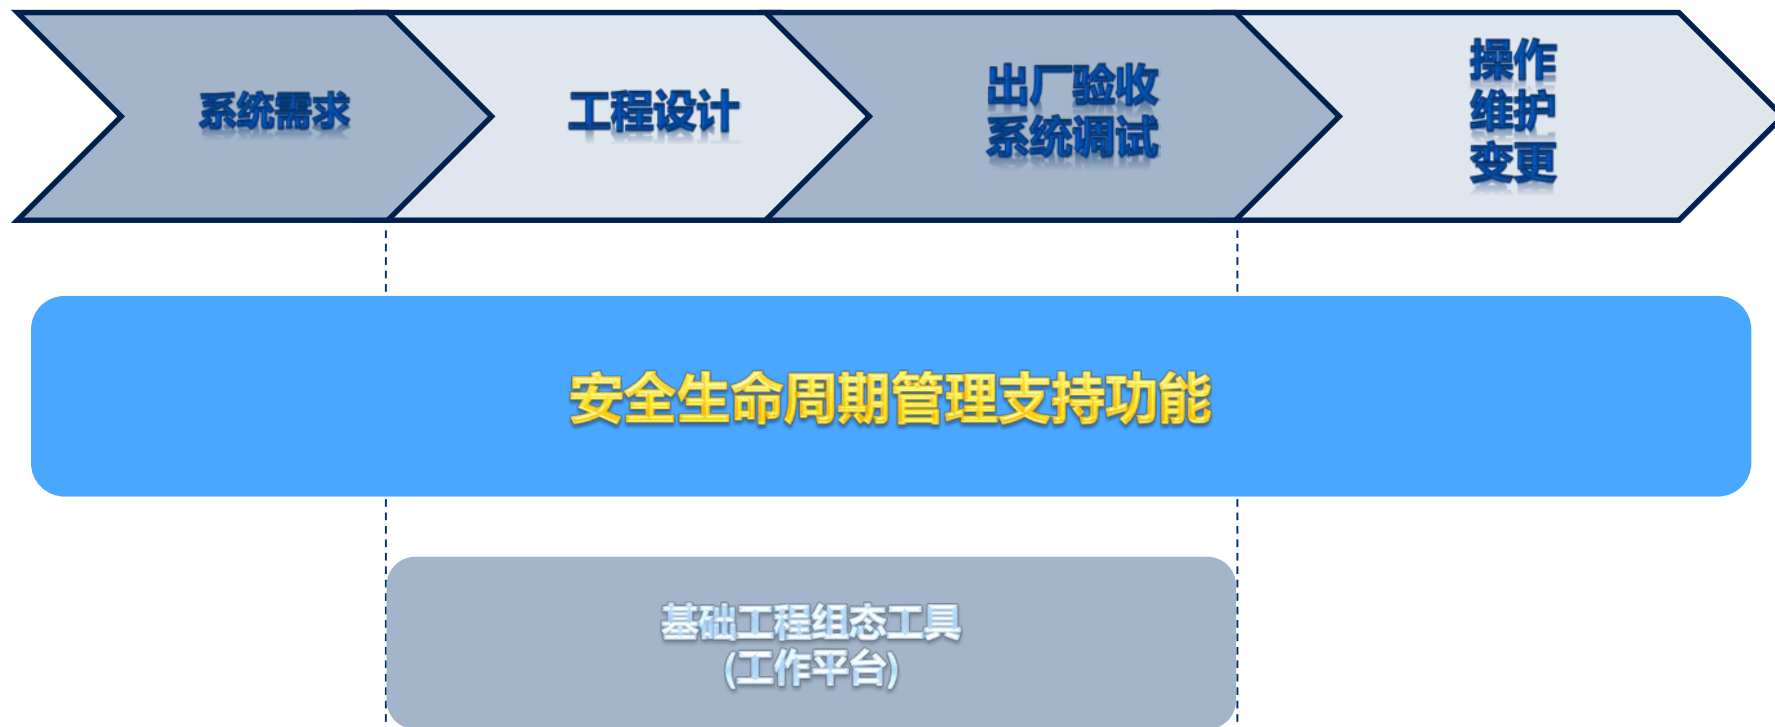 系统需求
工程设计
出厂验收
系统调试
操作
维护
变更
安全生命周期管理支持功能
基础工程组态工具
(工作平台)